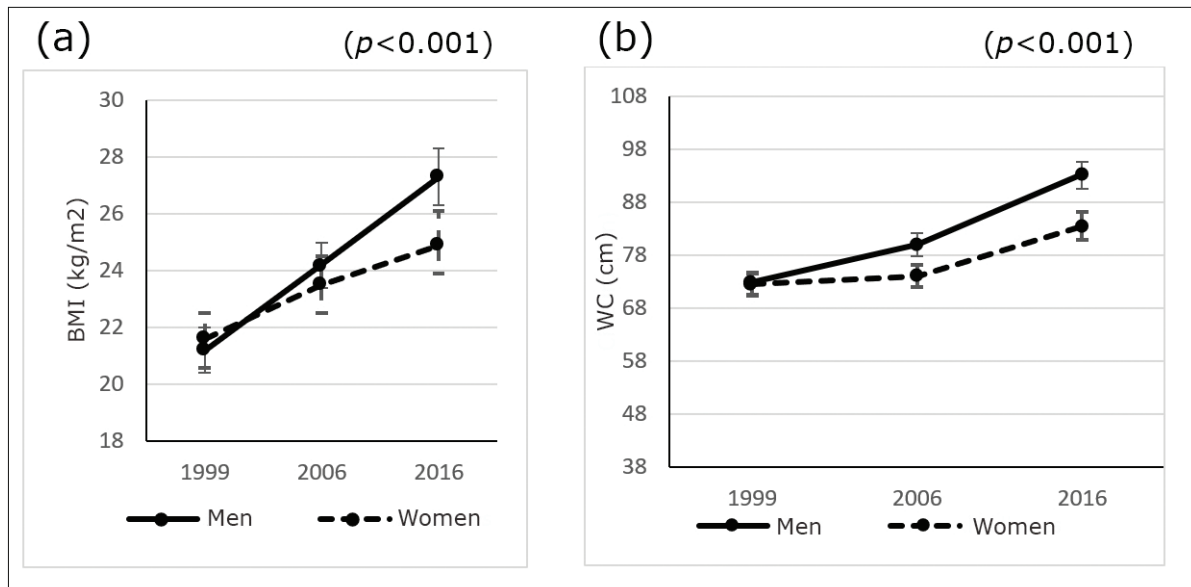 (a) (p<0.001)
BMI (kg/m2)
30
28
26
24
22
20
18
1999 2006 2016
Men Women
(b) (p<0.001)
WC (cm)
108
98
88
78
68
58
48
38
1999 2006 2016
Men Women